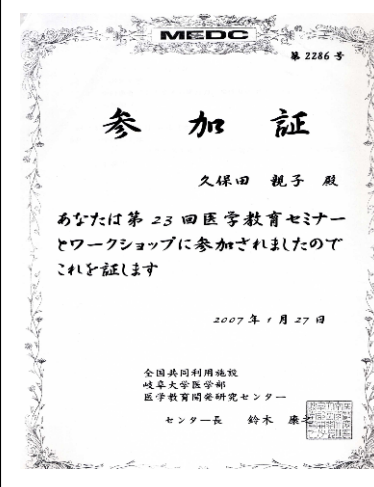 MEDC
第 2286 号
参 加 証
久保田 親子 殿
あなたは第 23 回医学教育セミナー
とワークショップに参加されましたので
これを証します
2007 年 1 月 27 日
全国共同利用施設
岐阜大学医学部
医学教育開発研究センター
センター長 鈴木 康之